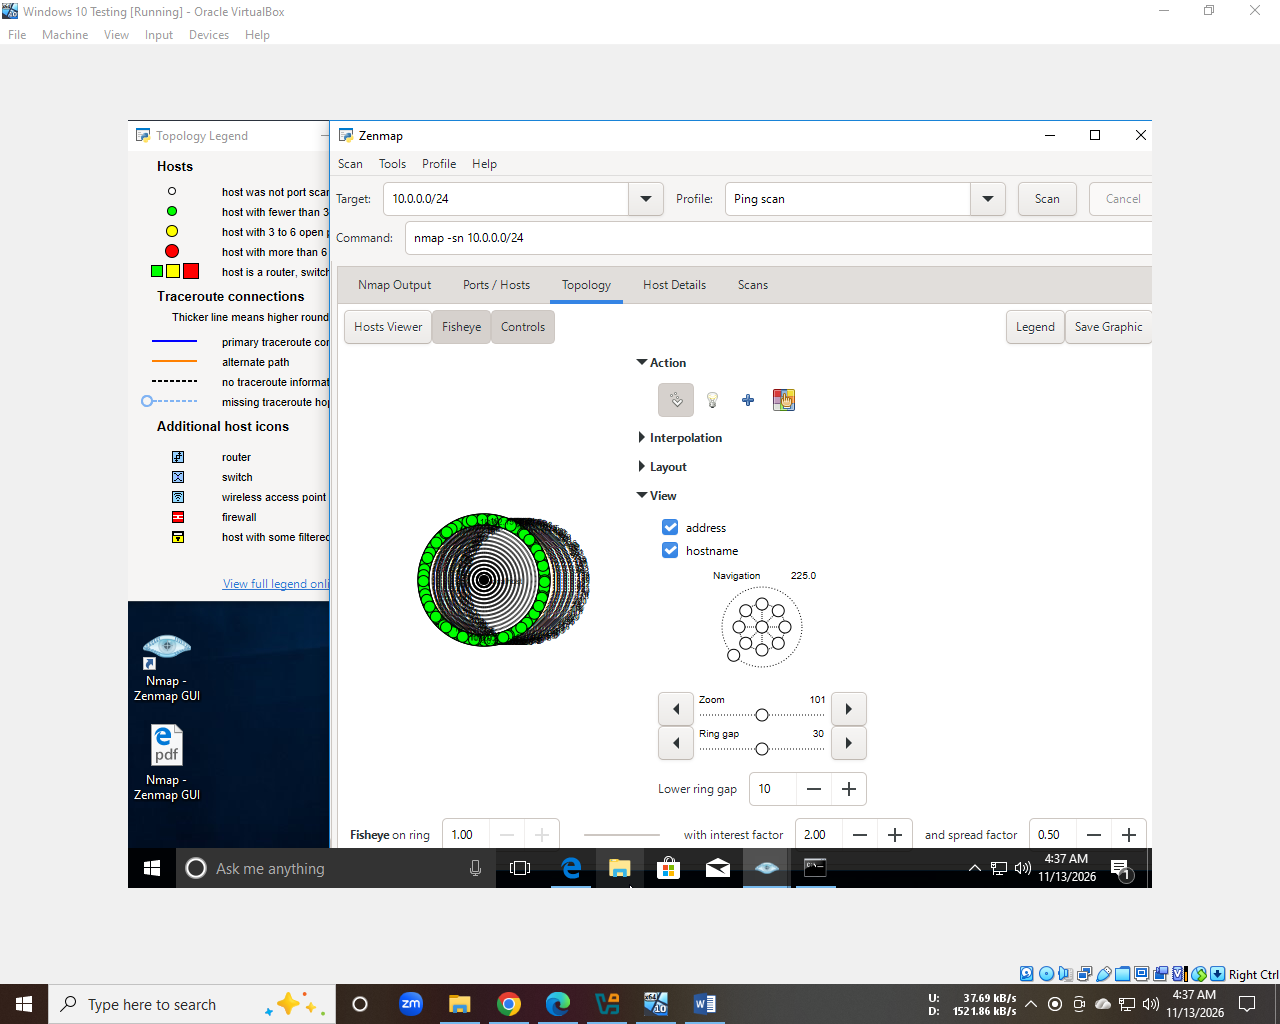 Windows 10 Testing [Running] - Oracle VirtualBox
File Machine View Input Devices Help
Topology Legend
Hosts
host was not port scan
host with fewer than 3
host with 3 to 6 open p
host with more than 6
host is a router, switch
Traceroute connections
Thicker line means higher round
primary traceroute con
alternate path
no traceroute informat
missing traceroute hop
Additional host icons
router
switch
wireless access point
firewall
host with some filtered
View full legend onli
Zenmap
Scan Tools Profile Help
Target: 10.0.0.0/24 Profile: Ping scan Scan Cancel
Command: nmap -sn 10.0.0.0/24
Nmap Output Ports / Hosts Topology Host Details Scans
Hosts Viewer Fisheye Controls Legend Save Graphic
Action
Interpolation
Layout
View
address
hostname
Navigation 225.0
Zoom 101
Ring gap 30
Lower ring gap 10
Fisheye on ring 1.00 with interest factor 2.00 and spread factor 0.50
Nmap -
Zenmap GUI
pdf
Nmap -
Zenmap GUI
Ask me anything
4:37 AM
11/13/2026
1
Right Ctrl
Type here to search
zm
x64
10
U: 37.69 kB/s
D: 1521.86 kB/s
4:37 AM
11/13/2026